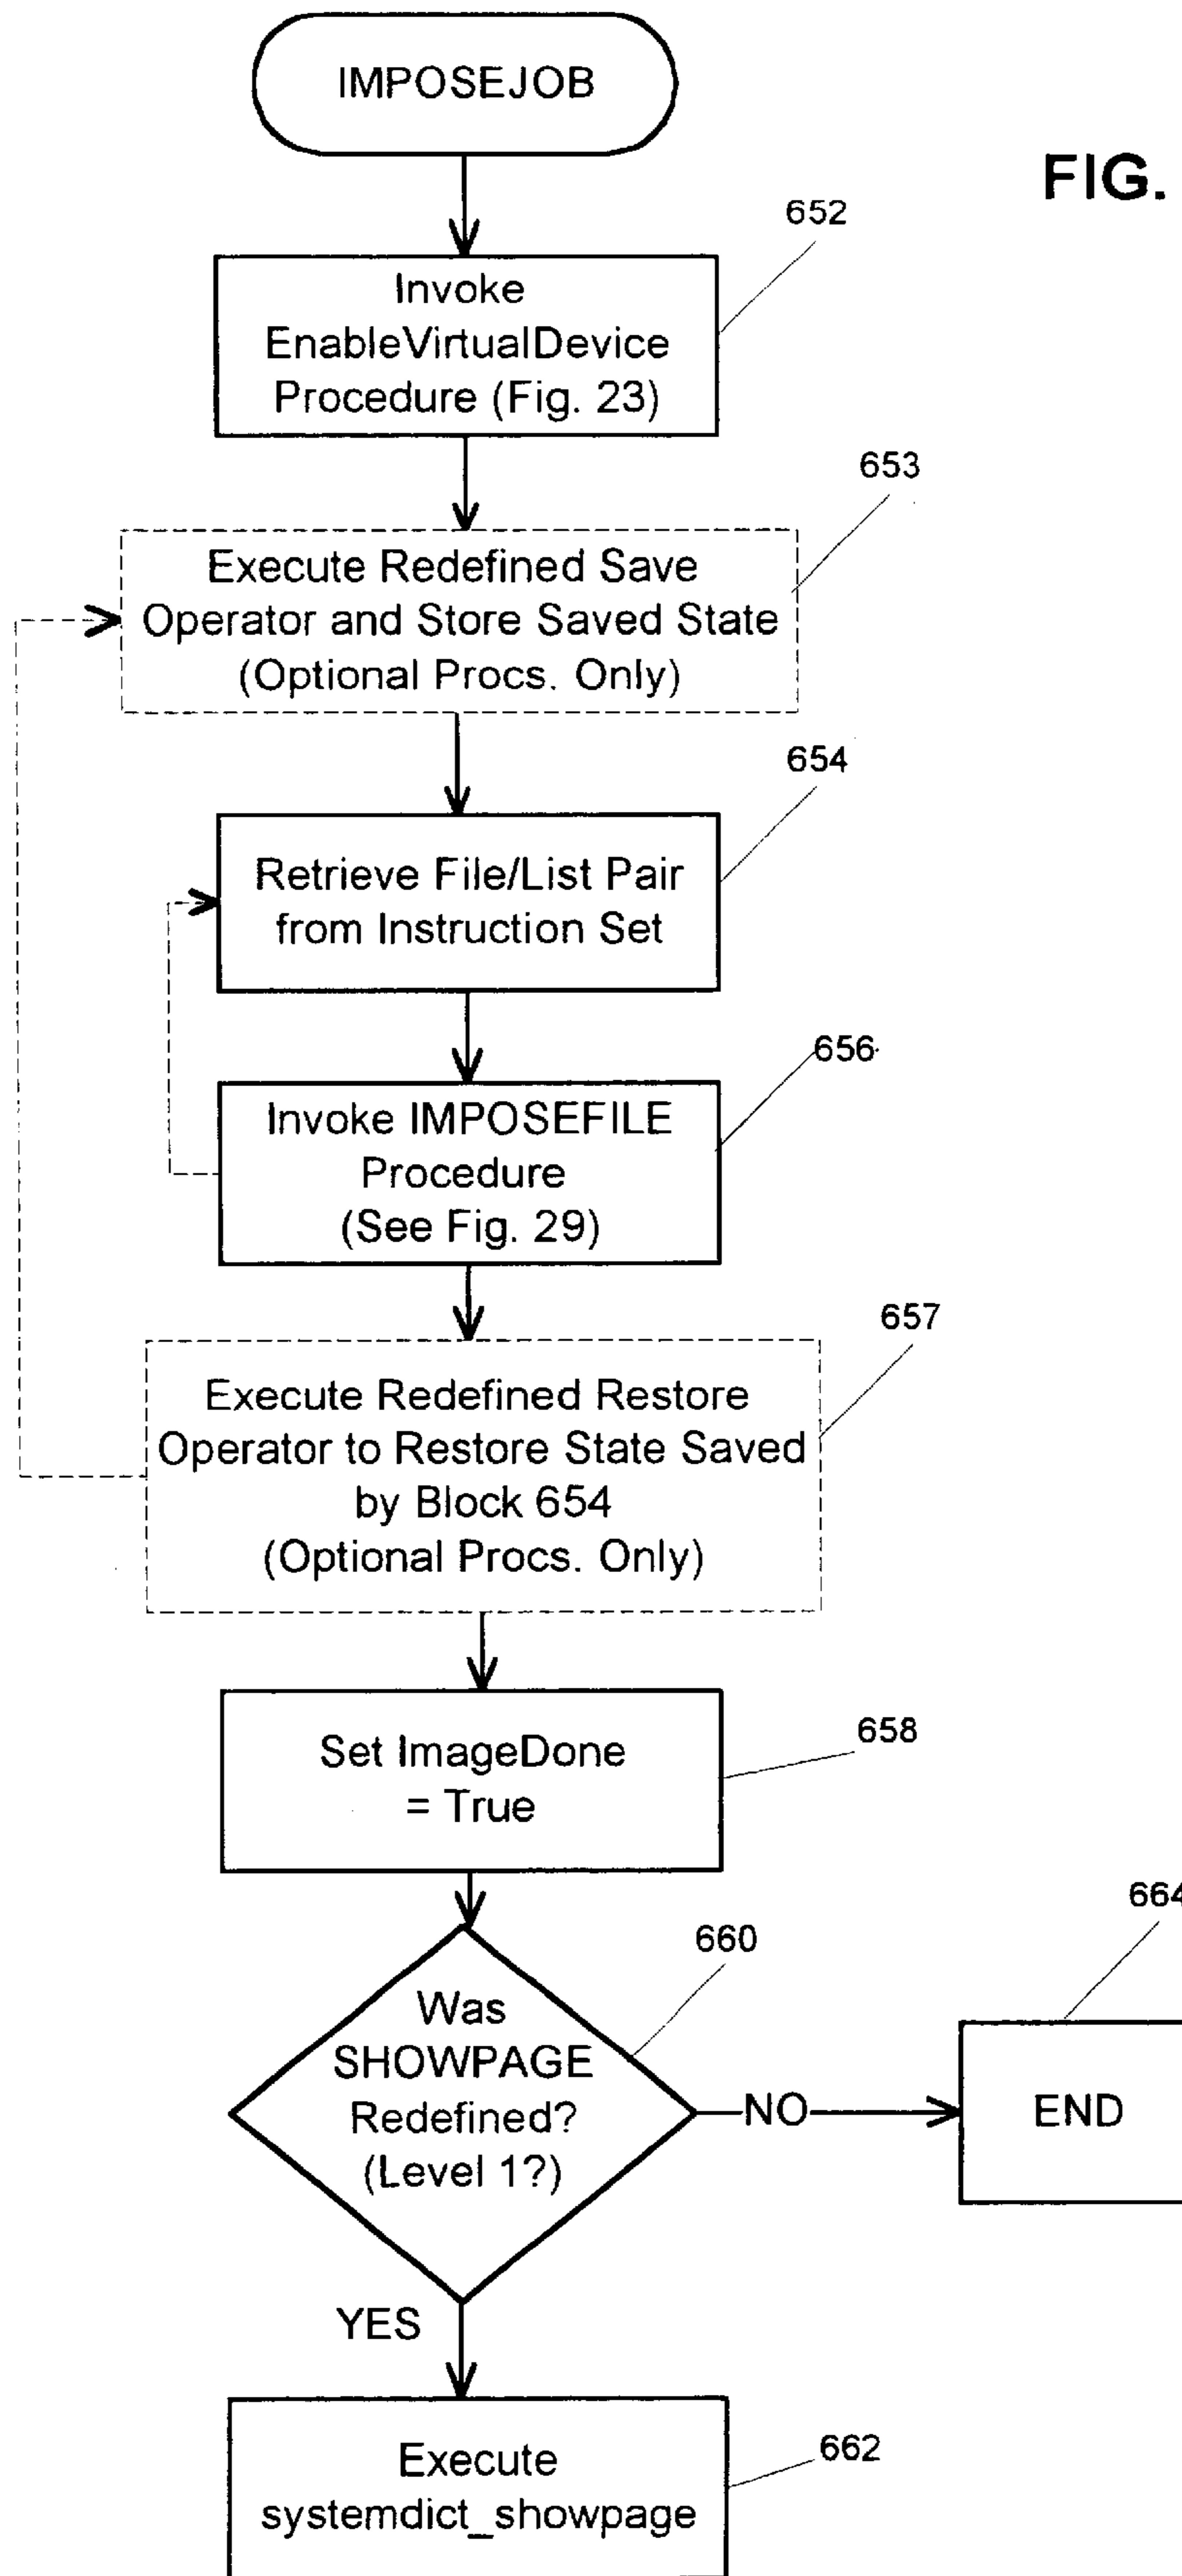 IMPOSEJOB
FIG.
652
Invoke
EnableVirtualDevice
Procedure (Fig. 23)
653
Execute Redefined Save
Operator and Store Saved State
(Optional Procs. Only)
654
Retrieve File/List Pair
from Instruction Set
656
Invoke IMPOSEFILE
Procedure
(See Fig. 29)
657
Execute Redefined Restore
Operator to Restore State Saved
by Block 654
(Optional Procs. Only)
658
Set ImageDone
= True
664
660
Was
SHOWPAGE
Redefined?
(Level 1?)
NO
END
YES
662
Execute
systemdict_showpage